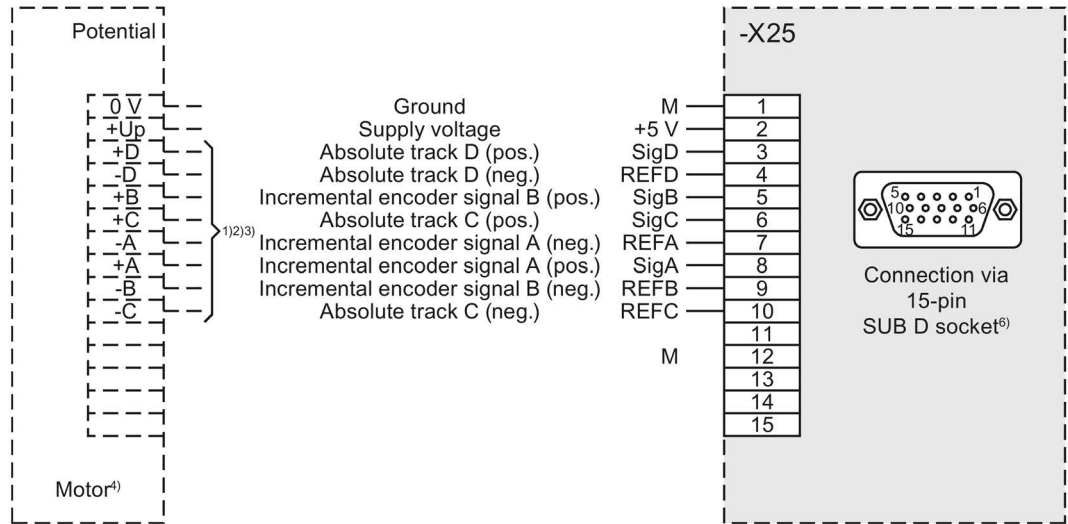 Potential
-X25
0 V Ground M 1
+Up Supply voltage +5 V 2
+D Absolute track D (pos.) SigD 3
-D Absolute track D (neg.) REFD 4
+B Incremental encoder signal B (pos.) SigB 5
+C Absolute track C (pos.) SigC 6
-A 1)2)3) Incremental encoder signal A (neg.) REFA 7
+A Incremental encoder signal A (pos.) SigA 8
-B Incremental encoder signal B (neg.) REFB 9
-C Absolute track C (neg.) REFC 10
11
M 12
13
14
15
5 1
10 6
15 11
Connection via
15-pin
SUB D socket6)
Motor4)